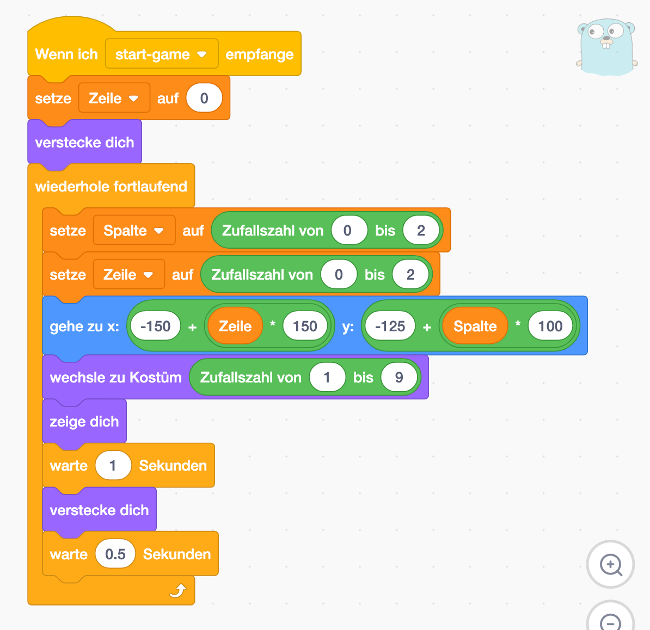 Wenn ich start-game empfange
setze Zeile auf 0
verstecke dich
wiederhole fortlaufend
setze Spalte auf Zufallszahl von 0 bis 2
setze Zeile auf Zufallszahl von 0 bis 2
gehe zu x: -150 + Zeile * 150 y: -125 + Spalte * 100
wechsle zu Kostüm Zufallszahl von 1 bis 9
zeige dich
warte 1 Sekunden
verstecke dich
warte 0.5 Sekunden